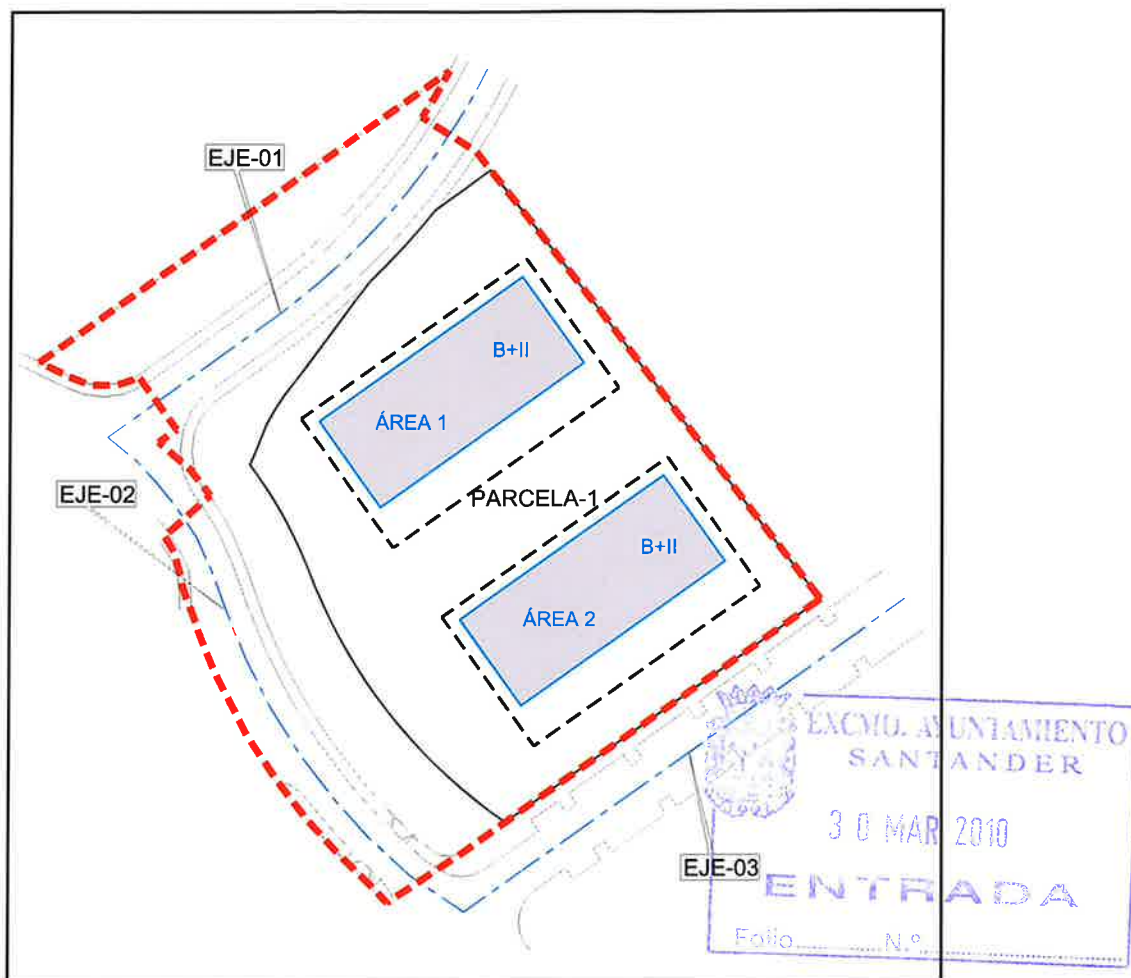 EJE-01
B+II
ÁREA 1
EJE-02
PARCELA-1
B+II
ÁREA 2
EXCMO. AYUNTAMIENTO
SANTANDER
30 MAR 2010
EJE-03
ENTRADA
Folio N.º